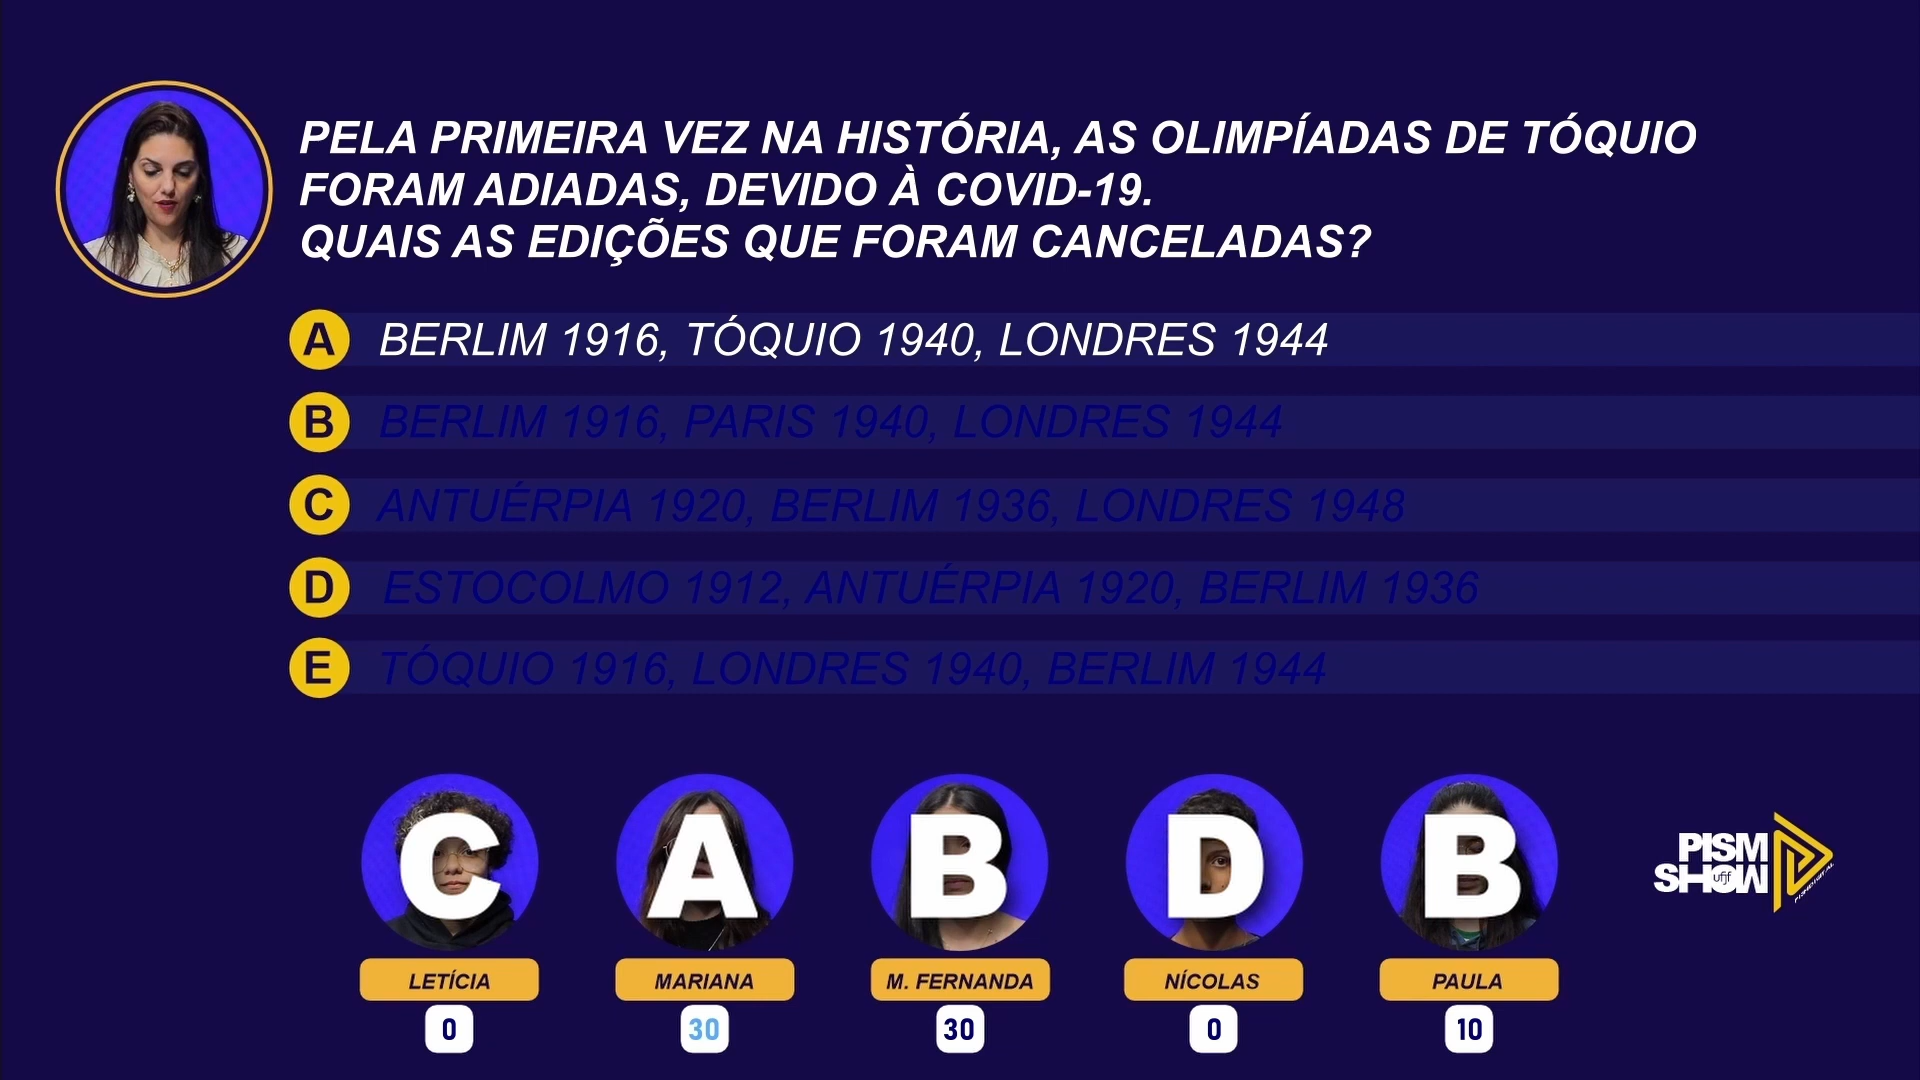 PELA PRIMEIRA VEZ NA HISTÓRIA, AS OLIMPÍADAS DE TÓQUIO
FORAM ADIADAS, DEVIDO À COVID-19.
QUAIS AS EDIÇÕES QUE FORAM CANCELADAS?
A BERLIM 1916, TÓQUIO 1940, LONDRES 1944
B BERLIM 1916, PARIS 1940, LONDRES 1944
C ANTUÉRPIA 1920, BERLIM 1936, LONDRES 1948
D ESTOCOLMO 1912, ANTUÉRPIA 1920, BERLIM 1936
E TÓQUIO 1916, LONDRES 1940, BERLIM 1944
C A B D B
PISM
SHOW
ufjf
LETÍCIA MARIANA M. FERNANDA NÍCOLAS PAULA
0 30 30 0 10